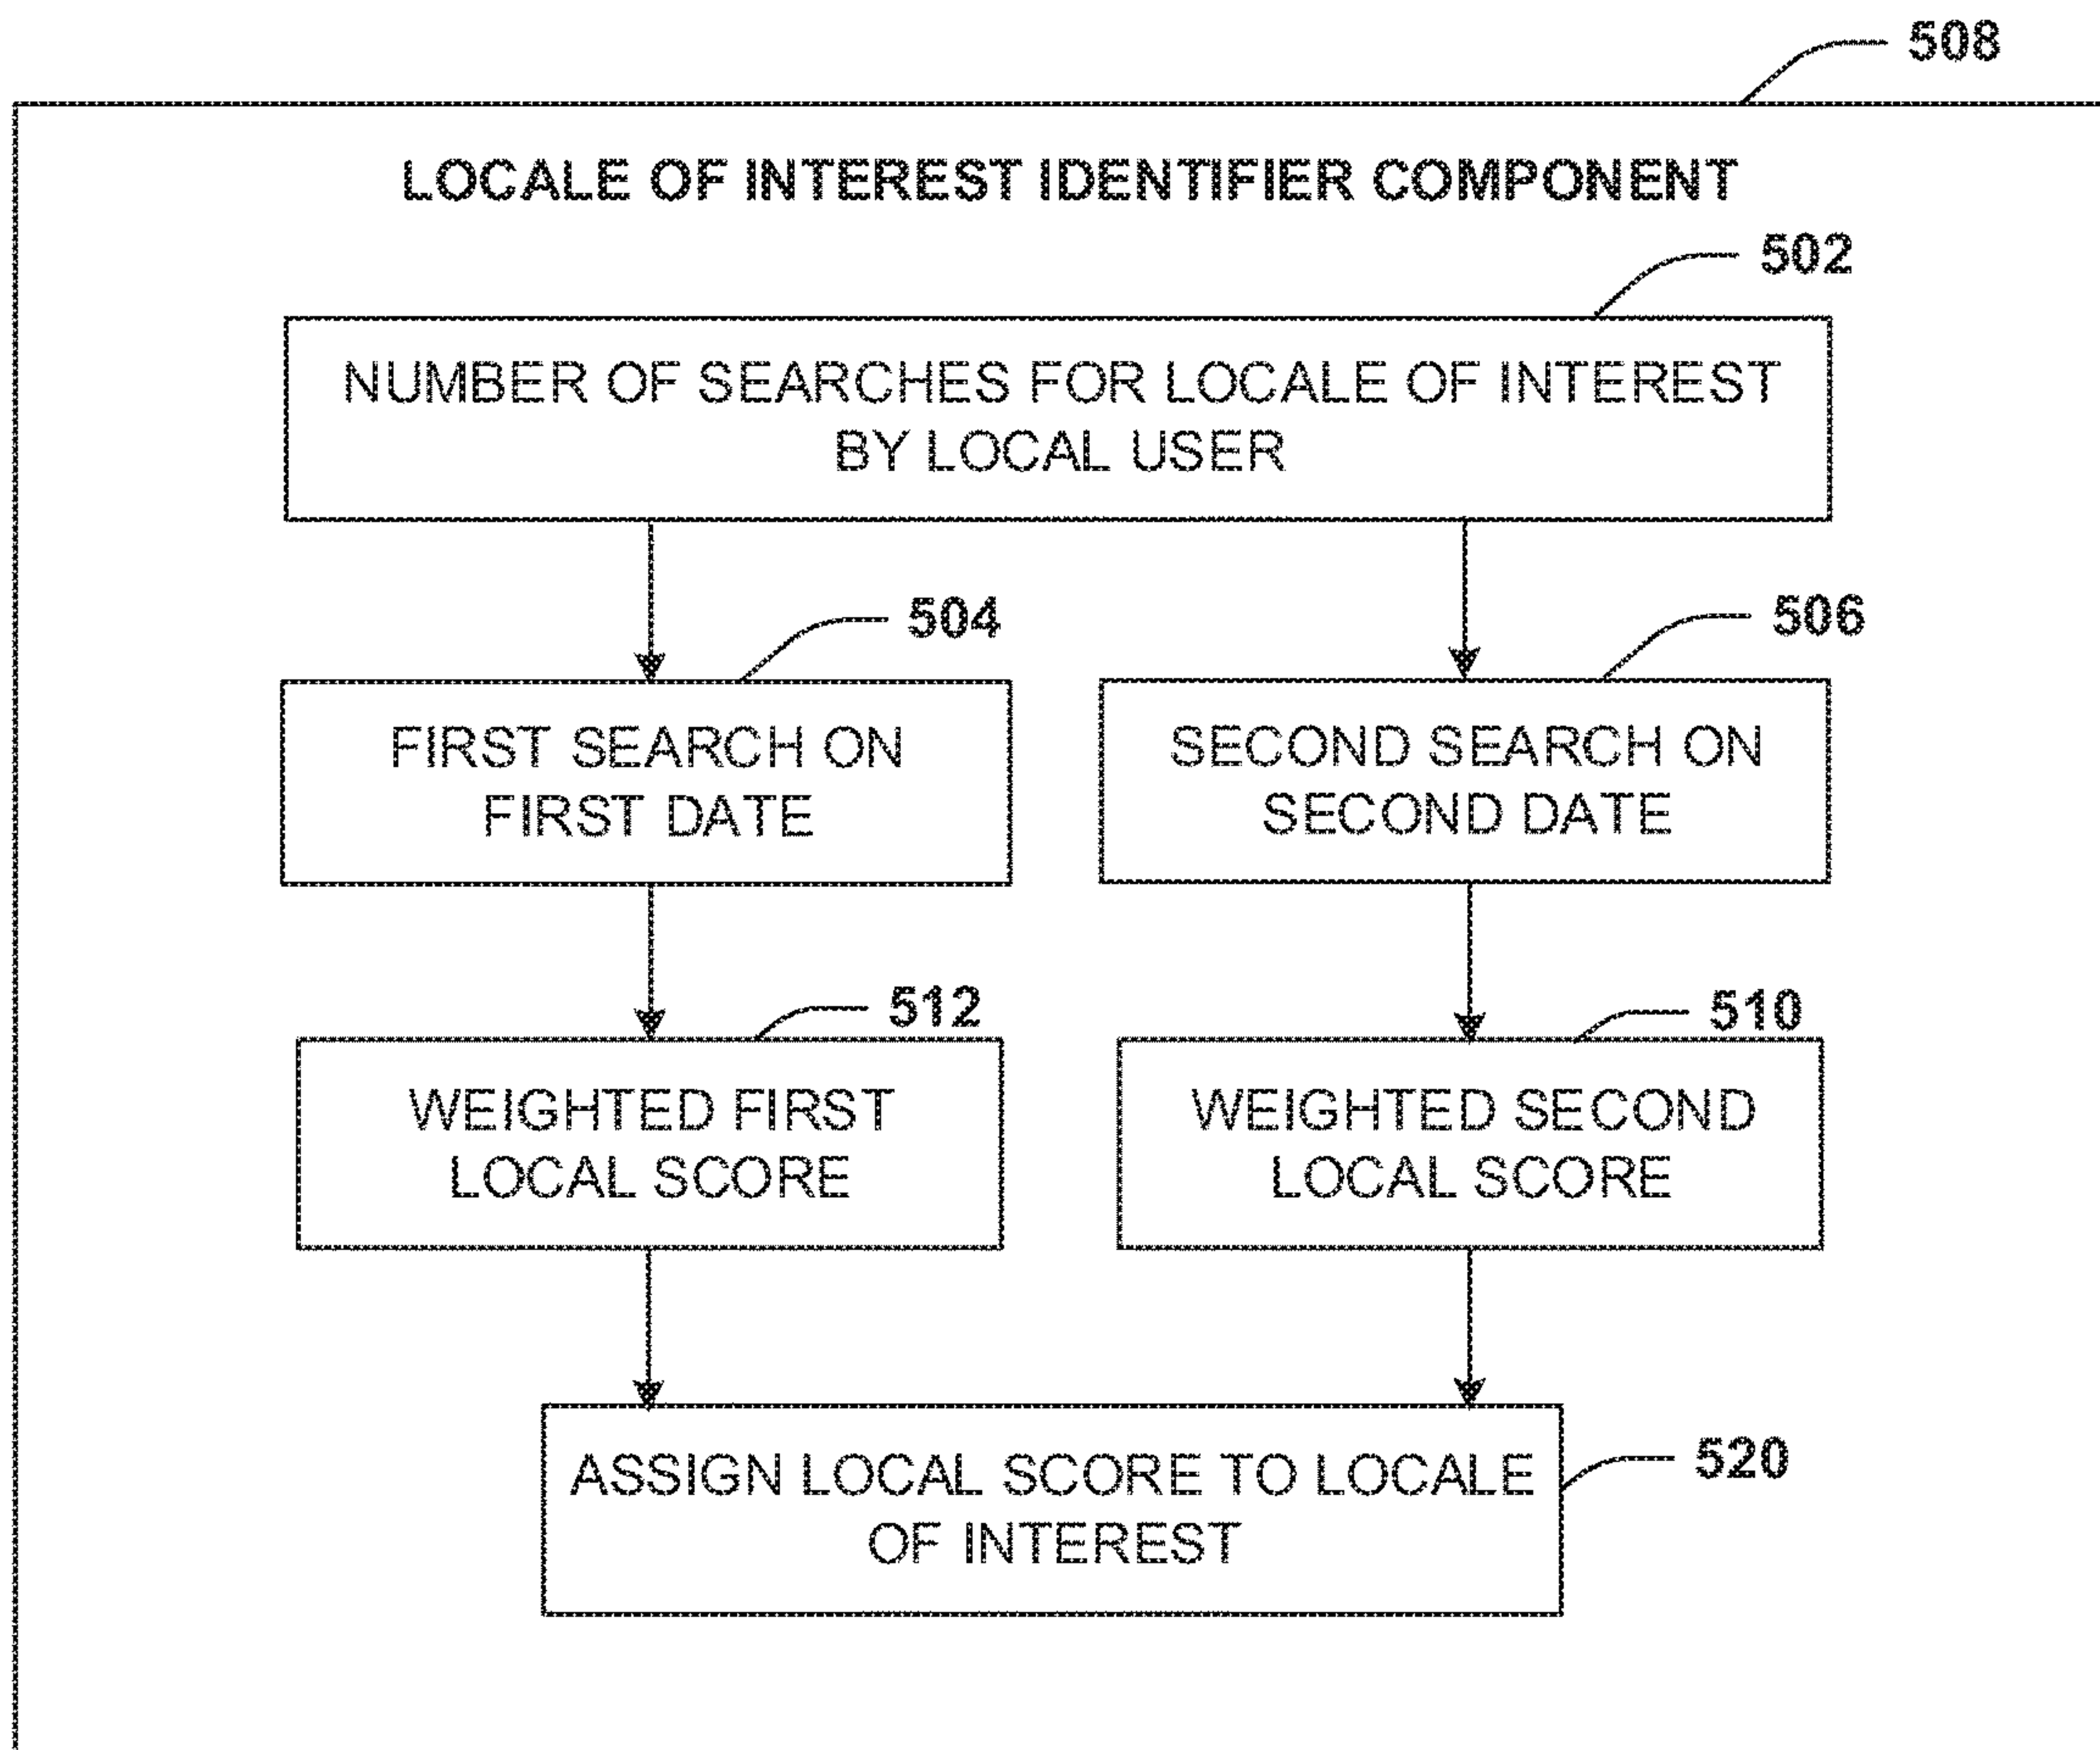 508
LOCALE OF INTEREST IDENTIFIER COMPONENT
502
NUMBER OF SEARCHES FOR LOCALE OF INTEREST
BY LOCAL USER
504
506
FIRST SEARCH ON
FIRST DATE
SECOND SEARCH ON
SECOND DATE
512
510
WEIGHTED FIRST
LOCAL SCORE
WEIGHTED SECOND
LOCAL SCORE
520
ASSIGN LOCAL SCORE TO LOCALE
OF INTEREST